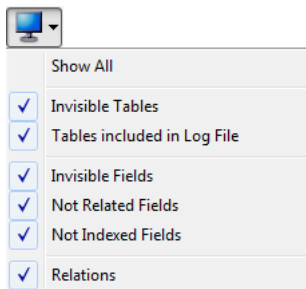 Show All
Invisible Tables
Tables included in Log File
Invisible Fields
Not Related Fields
Not Indexed Fields
Relations